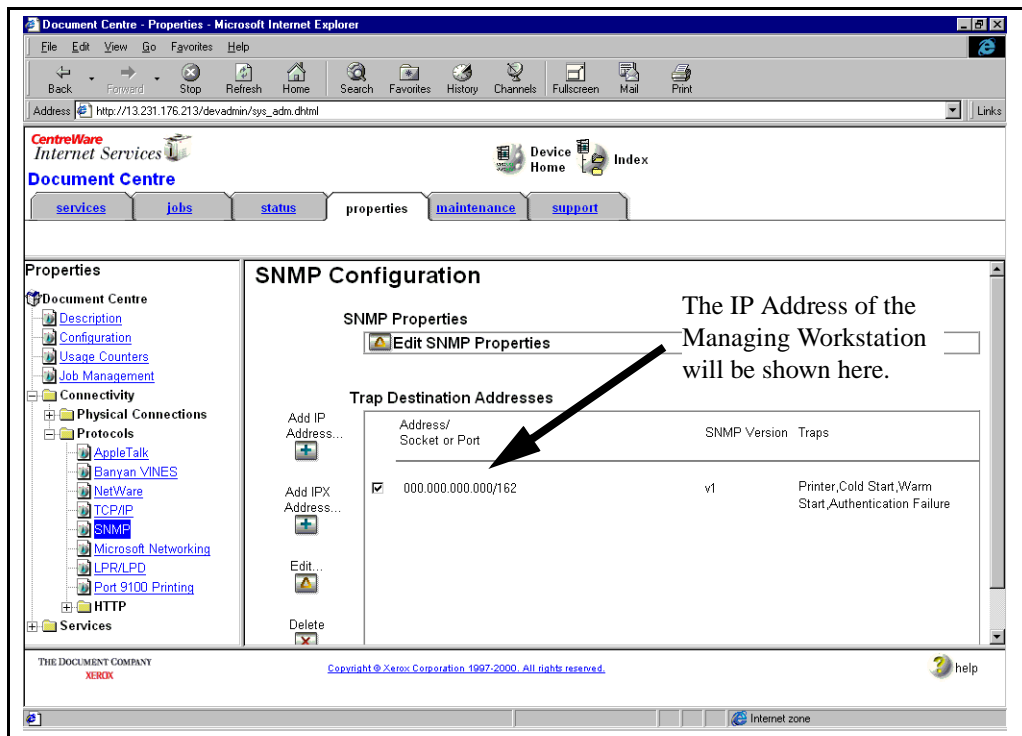 Document Centre - Properties - Microsoft Internet Explorer
File Edit View Go Favorites Help
Back Forward Stop Refresh Home Search Favorites History Channels Fullscreen Mail Print
Address http://13.231.176.213/devadmin/sys_adm.dhtml Links
CentreWare
Internet Services
Document Centre
Device Home
Index
services jobs status properties maintenance support
Properties
Document Centre
Description
Configuration
Usage Counters
Job Management
Connectivity
Physical Connections
Protocols
AppleTalk
Banyan VINES
NetWare
TCP/IP
SNMP
Microsoft Networking
LPR/LPD
Port 9100 Printing
HTTP
Services
SNMP Configuration
SNMP Properties
Edit SNMP Properties
The IP Address of the
Managing Workstation
will be shown here.
Trap Destination Addresses
Add IP
Address...
Add IPX
Address...
Edit...
Delete
Address/
Socket or Port
SNMP Version Traps
000.000.000.000/162 v1 Printer,Cold Start,Warm
Start,Authentication Failure
THE DOCUMENT COMPANY
XEROX
Copyright © Xerox Corporation 1997-2000. All rights reserved.
help
Internet zone